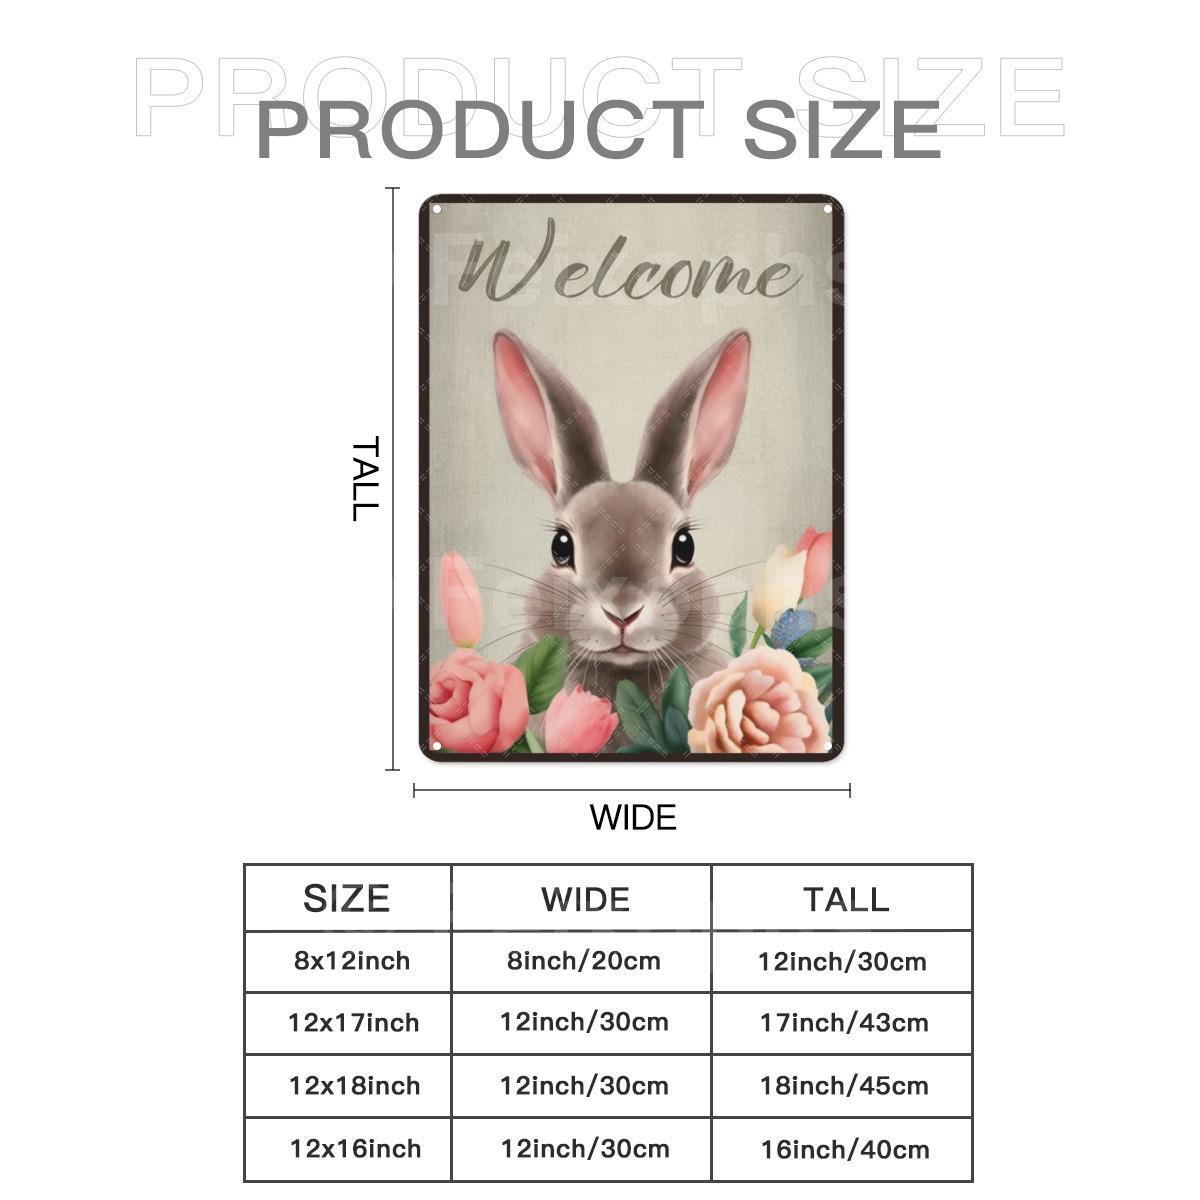 PRODUCT SIZE
PRODUCT SIZE
Welcome
TALL
WIDE
SIZE WIDE TALL
8x12inch 8inch/20cm 12inch/30cm
12x17inch 12inch/30cm 17inch/43cm
12x18inch 12inch/30cm 18inch/45cm
12x16inch 12inch/30cm 16inch/40cm